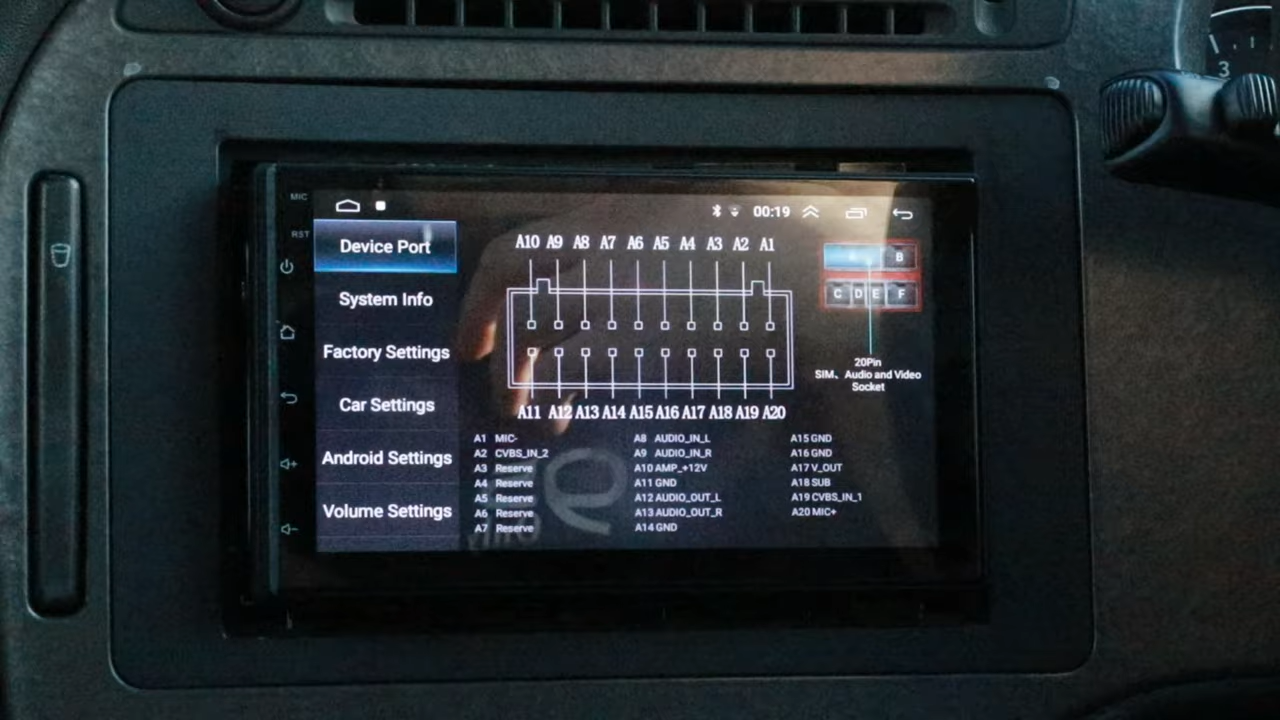 3
MIC
RST
00:19
Device Port
System Info
Factory Settings
Car Settings
Android Settings
Volume Settings
A10 A9 A8 A7 A6 A5 A4 A3 A2 A1
A11 A12 A13 A14 A15 A16 A17 A18 A19 A20
B
C D E F
20Pin
SIM、Audio and Video
Socket
A1 MIC-
A2 CVBS_IN_2
A3 Reserve
A4 Reserve
A5 Reserve
A6 Reserve
A7 Reserve
A8 AUDIO_IN_L
A9 AUDIO_IN_R
A10 AMP_+12V
A11 GND
A12 AUDIO_OUT_L
A13 AUDIO_OUT_R
A14 GND
A15 GND
A16 GND
A17 V_OUT
A18 SUB
A19 CVBS_IN_1
A20 MIC+